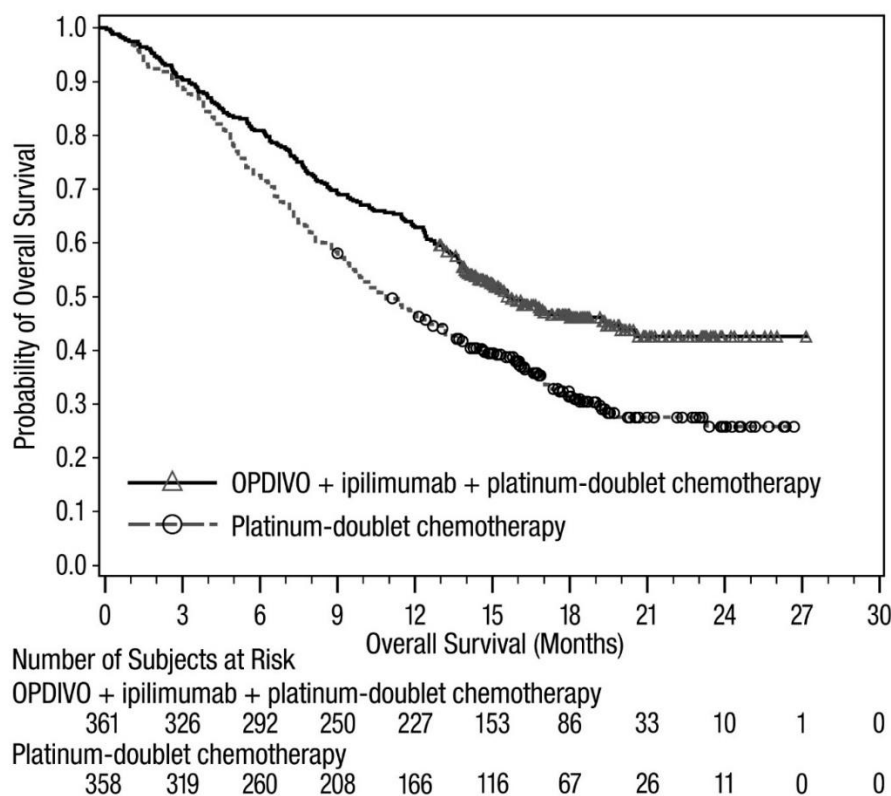 Probability of Overall Survival
1.0
0.9
0.8
0.7
0.6
0.5
0.4
0.3
0.2
0.1
0.0
OPDIVO + ipilimumab + platinum-doublet chemotherapy
Platinum-doublet chemotherapy
0 3 6 9 12 15 18 21 24 27 30
Overall Survival (Months)
Number of Subjects at Risk
OPDIVO + ipilimumab + platinum-doublet chemotherapy
361 326 292 250 227 153 86 33 10 1 0
Platinum-doublet chemotherapy
358 319 260 208 166 116 67 26 11 0 0